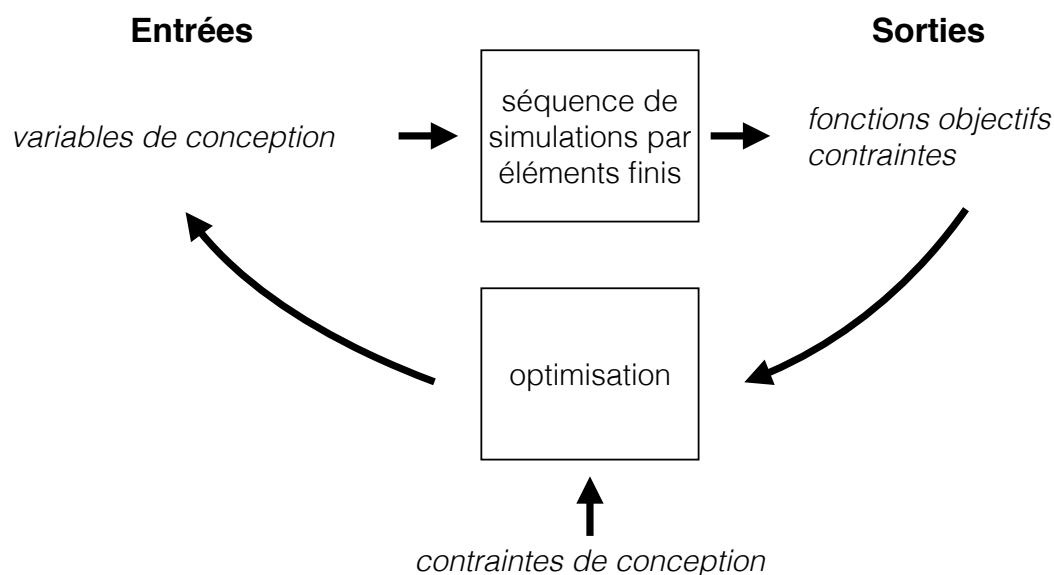 Entrées
Sorties
variables de conception
séquence de
simulations par
éléments finis
fonctions objectifs
contraintes
optimisation
contraintes de conception